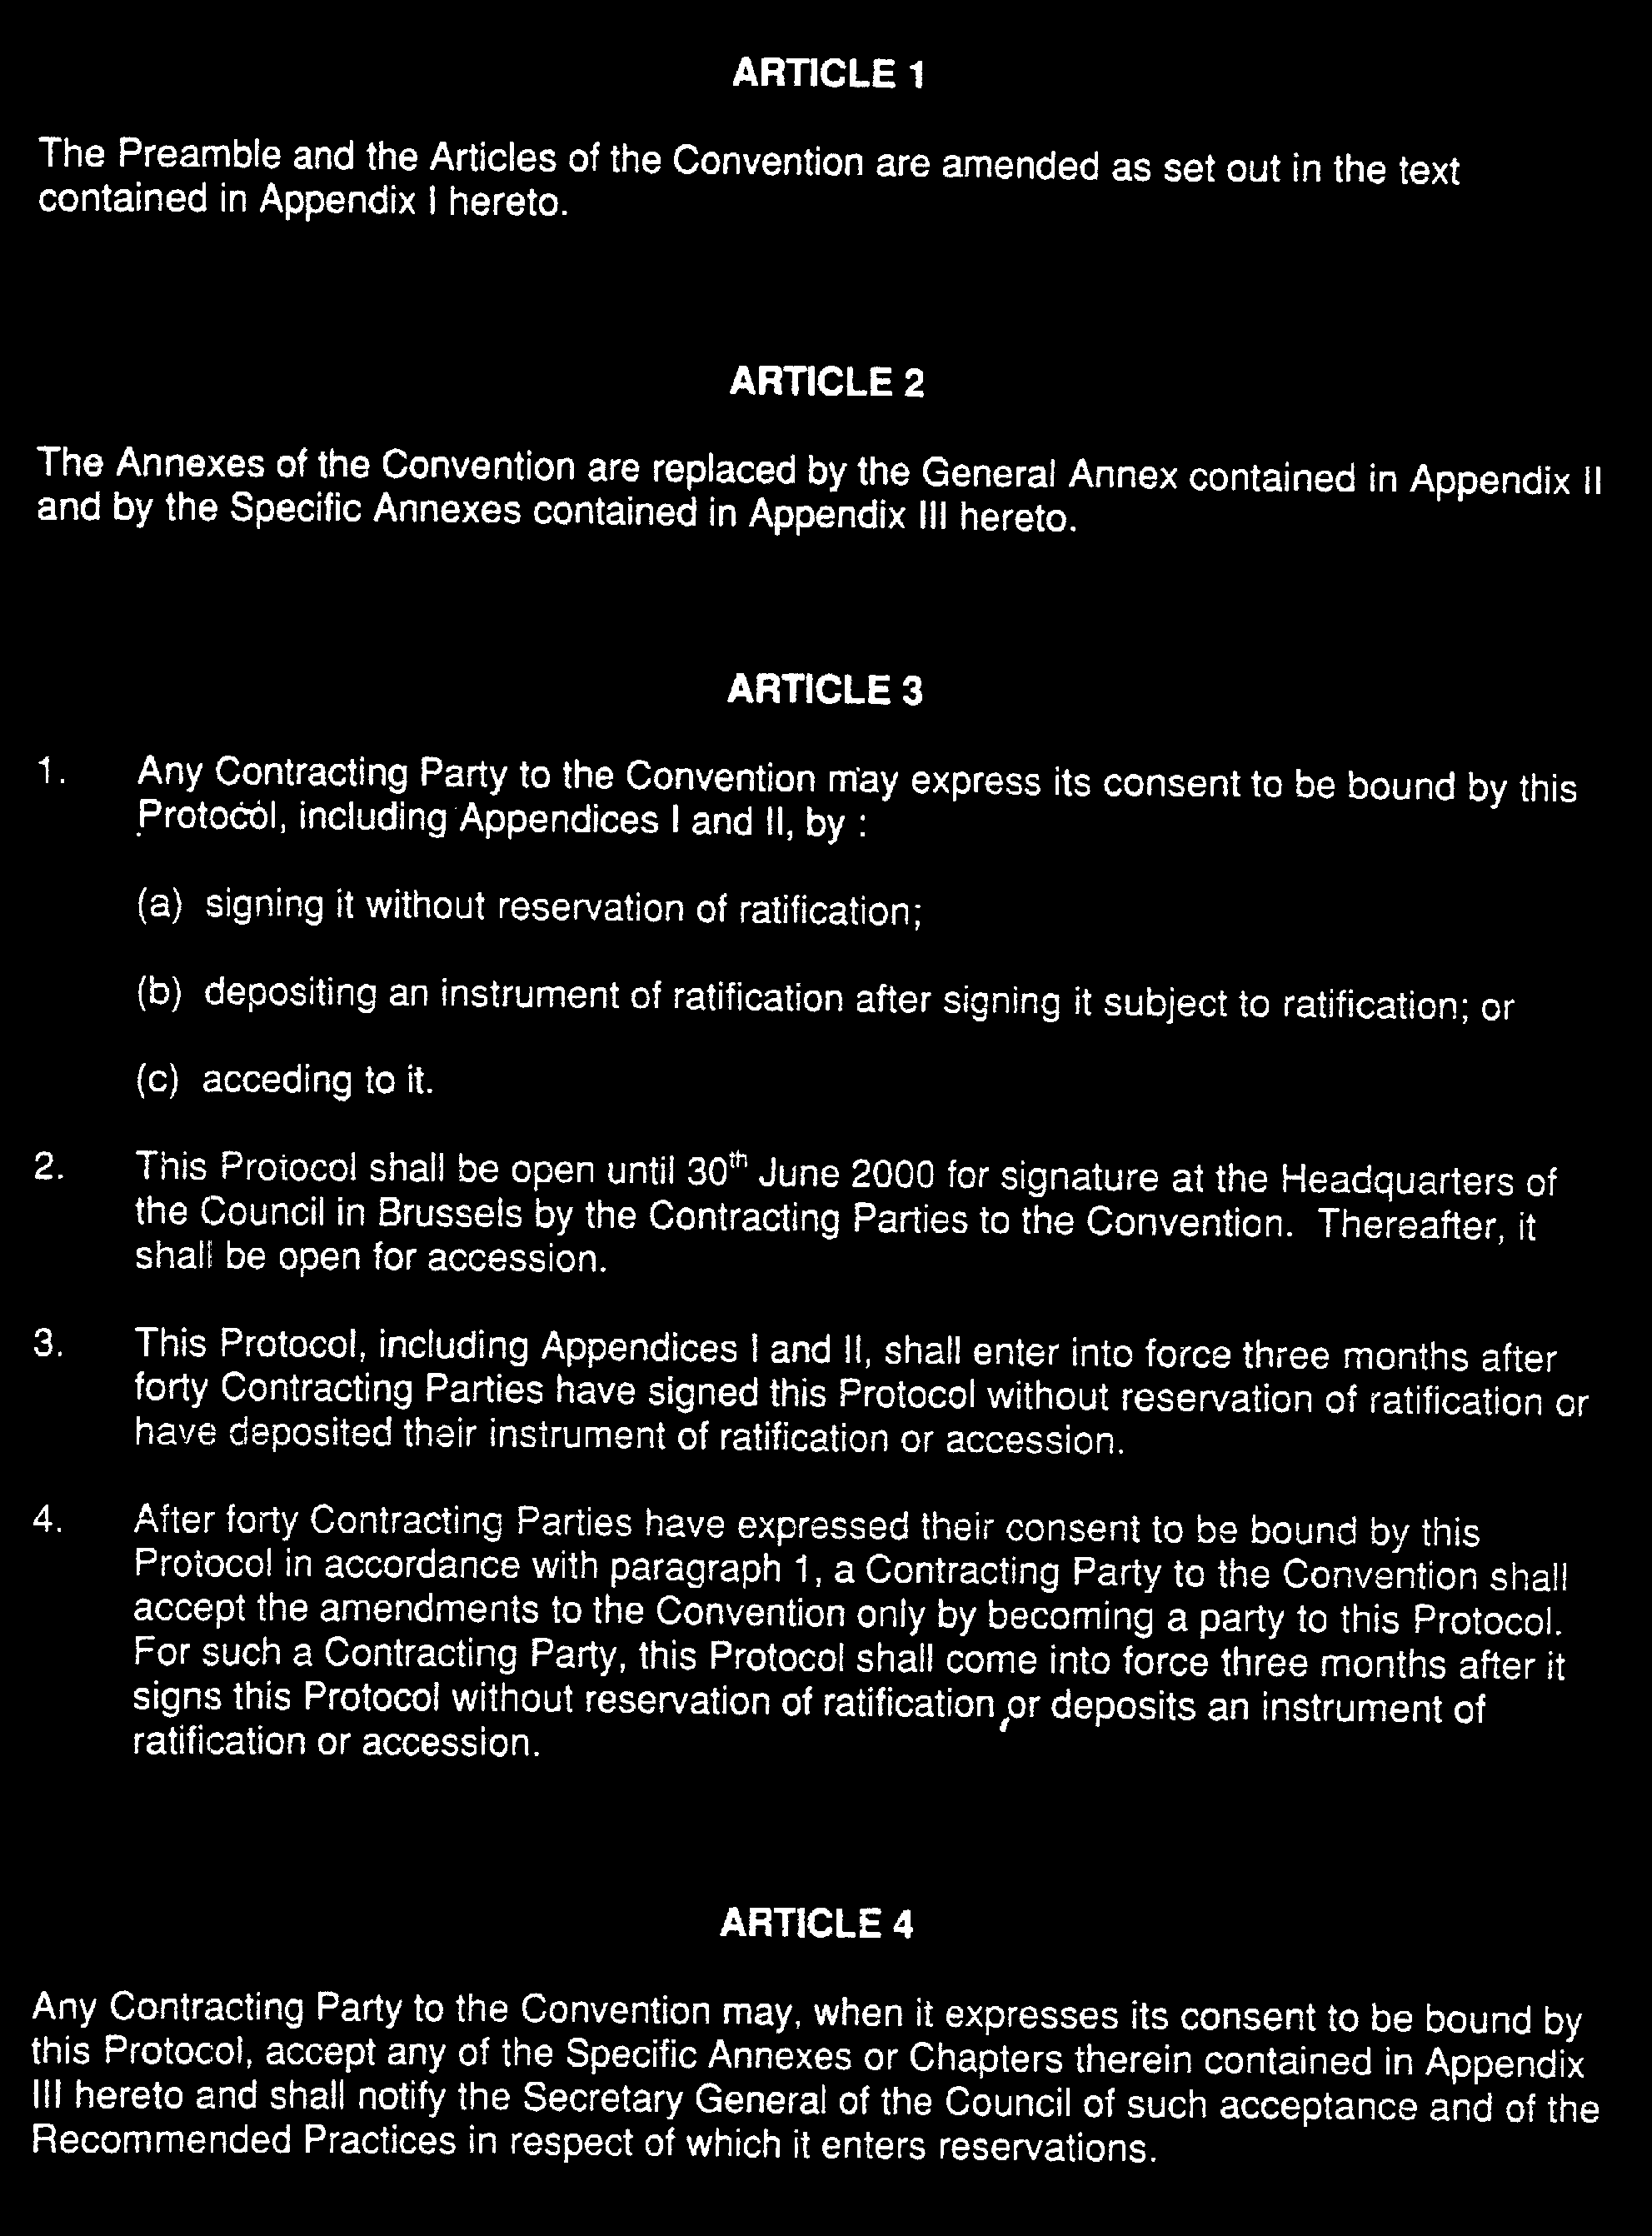 ARTICLE 1
The Preamble and the Articles of the Convention are amended as set out in the text
contained in Appendix I hereto.
ARTICLE 2
The Annexes of the Convention are replaced by the General Annex contained in Appendix II
and by the Specific Annexes contained in Appendix III hereto.
ARTICLE 3
1. Any Contracting Party to the Convention may express its consent to be bound by this
Protocol, including Appendices I and II, by :
(a) signing it without reservation of ratification;
(b) depositing an instrument of ratification after signing it subject to ratification; or
(c) acceding to it.
2. This Protocol shall be open until 30th June 2000 for signature at the Headquarters of
the Council in Brussels by the Contracting Parties to the Convention. Thereafter, it
shall be open for accession.
3. This Protocol, including Appendices I and II, shall enter into force three months after
forty Contracting Parties have signed this Protocol without reservation of ratification or
have deposited their instrument of ratification or accession.
4. After forty Contracting Parties have expressed their consent to be bound by this
Protocol in accordance with paragraph 1, a Contracting Party to the Convention shall
accept the amendments to the Convention only by becoming a party to this Protocol.
For such a Contracting Party, this Protocol shall come into force three months after it
signs this Protocol without reservation of ratification or deposits an instrument of
ratification or accession.
ARTICLE 4
Any Contracting Party to the Convention may, when it expresses its consent to be bound by
this Protocol, accept any of the Specific Annexes or Chapters therein contained in Appendix
III hereto and shall notify the Secretary General of the Council of such acceptance and of the
Recommended Practices in respect of which it enters reservations.